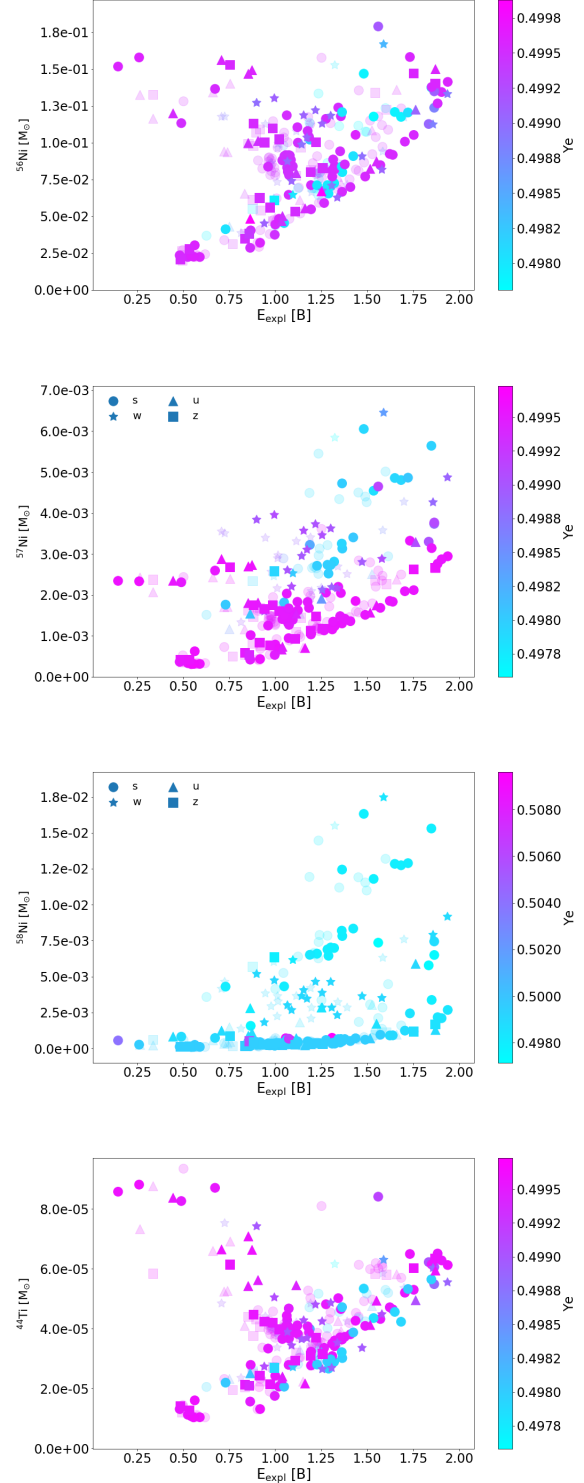 1.8e-01
1.5e-01
1.3e-01
1.0e-01
7.5e-02
5.0e-02
2.5e-02
0.0e+00
⁵⁶Ni [M⊙]
0.25 0.50 0.75 1.00 1.25 1.50 1.75 2.00
E_expl [B]
0.4998
0.4995
0.4992
0.4990
0.4988
0.4985
0.4982
0.4980
Ye
7.0e-03
6.0e-03
5.0e-03
4.0e-03
3.0e-03
2.0e-03
1.0e-03
0.0e+00
⁵⁷Ni [M⊙]
s u
w z
0.25 0.50 0.75 1.00 1.25 1.50 1.75 2.00
E_expl [B]
0.4995
0.4992
0.4990
0.4988
0.4985
0.4982
0.4980
0.4978
Ye
1.8e-02
1.5e-02
1.2e-02
1.0e-02
7.5e-03
5.0e-03
2.5e-03
0.0e+00
⁵⁸Ni [M⊙]
s u
w z
0.25 0.50 0.75 1.00 1.25 1.50 1.75 2.00
E_expl [B]
0.5080
0.5060
0.5040
0.5020
0.5000
0.4980
Ye
8.0e-05
6.0e-05
4.0e-05
2.0e-05
0.0e+00
⁴⁴Ti [M⊙]
0.25 0.50 0.75 1.00 1.25 1.50 1.75 2.00
E_expl [B]
0.4995
0.4992
0.4990
0.4988
0.4985
0.4982
0.4980
0.4978
Ye